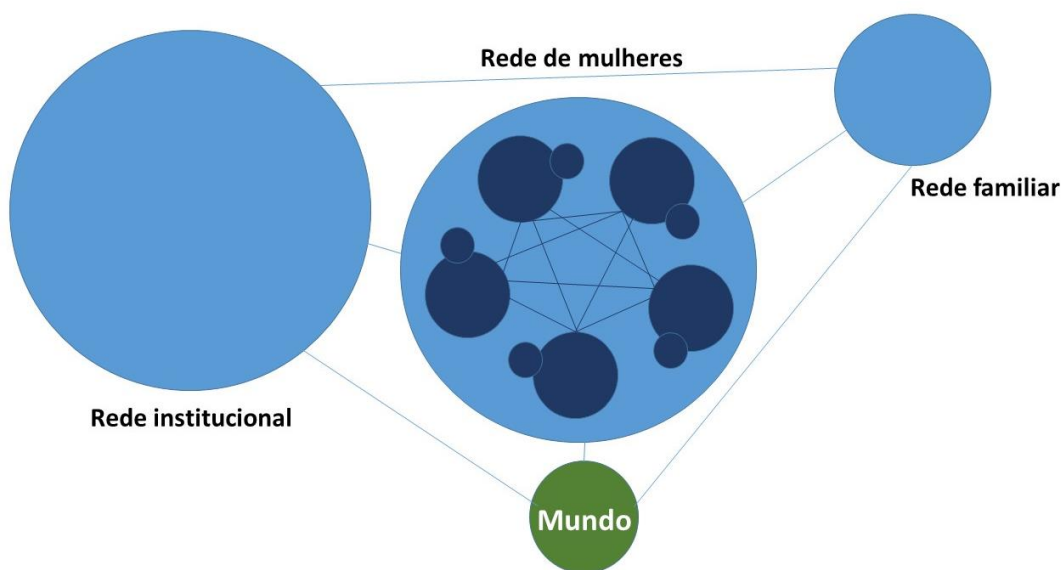 Rede de mulheres
Rede familiar
Rede institucional
Mundo